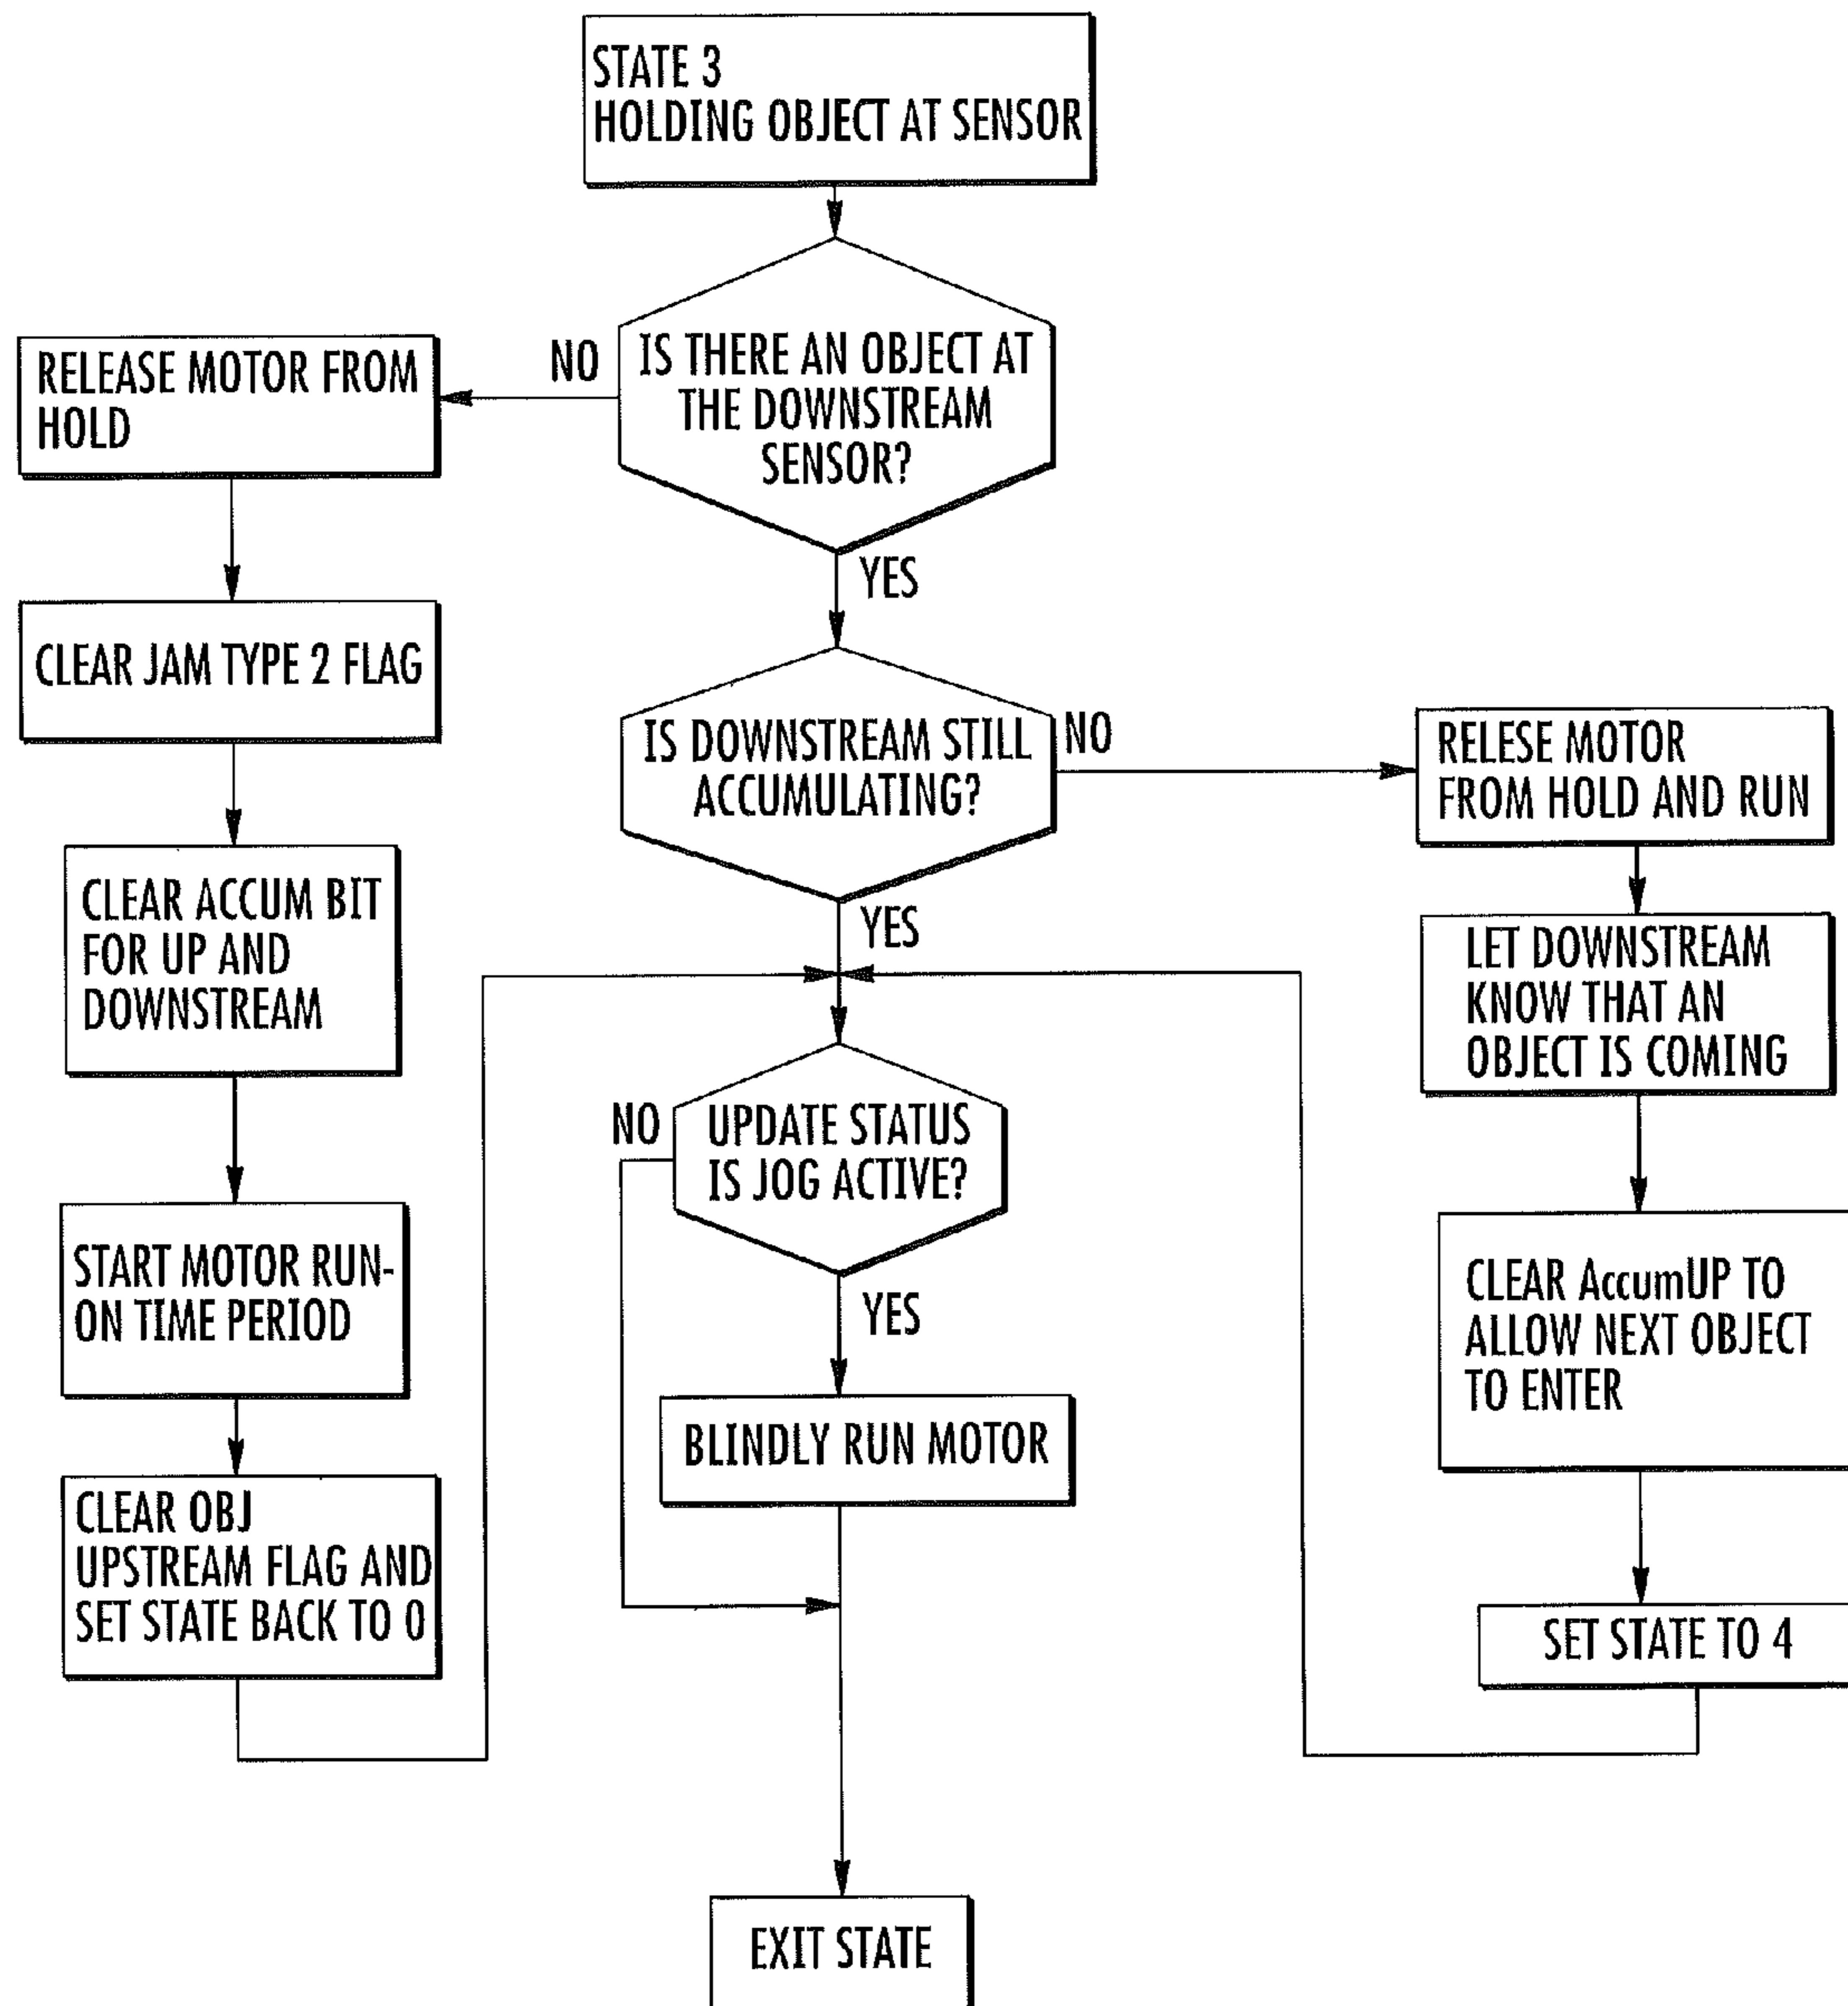 STATE 3
HOLDING OBJECT AT SENSOR
IS THERE AN OBJECT AT
THE DOWNSTREAM
SENSOR?
NO
RELEASE MOTOR FROM
HOLD
CLEAR JAM TYPE 2 FLAG
CLEAR ACCUM BIT
FOR UP AND
DOWNSTREAM
START MOTOR RUN-
ON TIME PERIOD
CLEAR OBJ
UPSTREAM FLAG AND
SET STATE BACK TO 0
YES
IS DOWNSTREAM STILL
ACCUMULATING?
NO
RELESE MOTOR
FROM HOLD AND RUN
LET DOWNSTREAM
KNOW THAT AN
OBJECT IS COMING
CLEAR AccumUP TO
ALLOW NEXT OBJECT
TO ENTER
SET STATE TO 4
YES
UPDATE STATUS
IS JOG ACTIVE?
NO
YES
BLINDLY RUN MOTOR
EXIT STATE